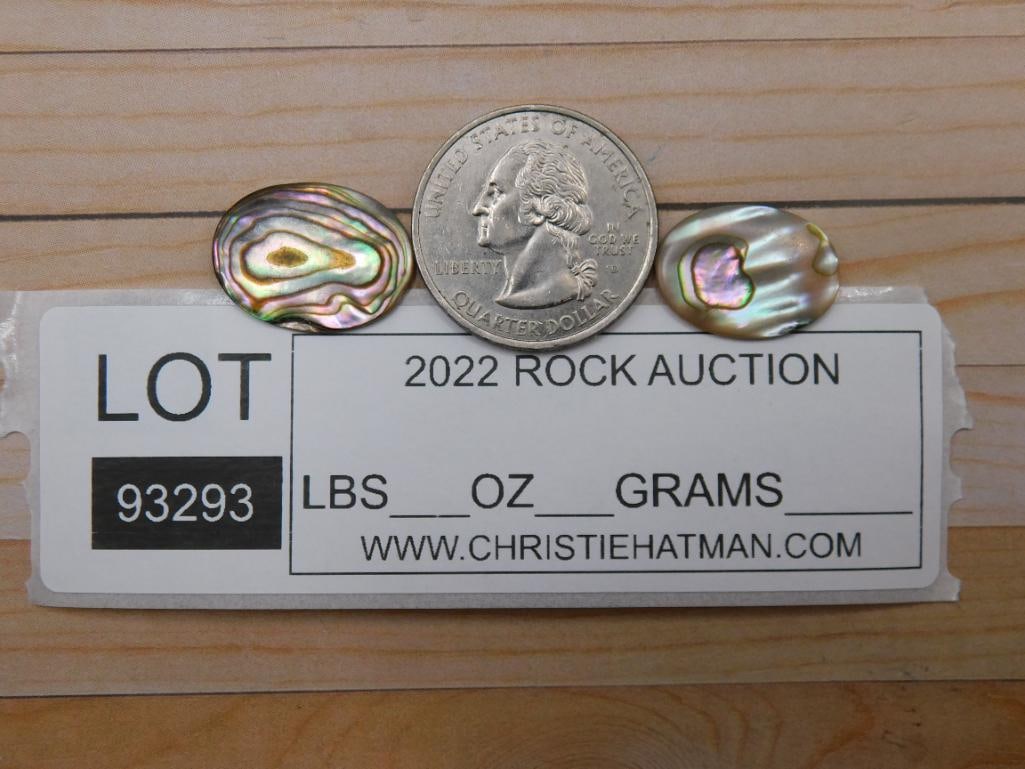 UNITED STATES OF AMERICA
IN
GOD WE
TRUST
LIBERTY
D
QUARTER DOLLAR
LOT
93293
2022 ROCK AUCTION
LBS___OZ___GRAMS_____
WWW.CHRISTIEHATMAN.COM